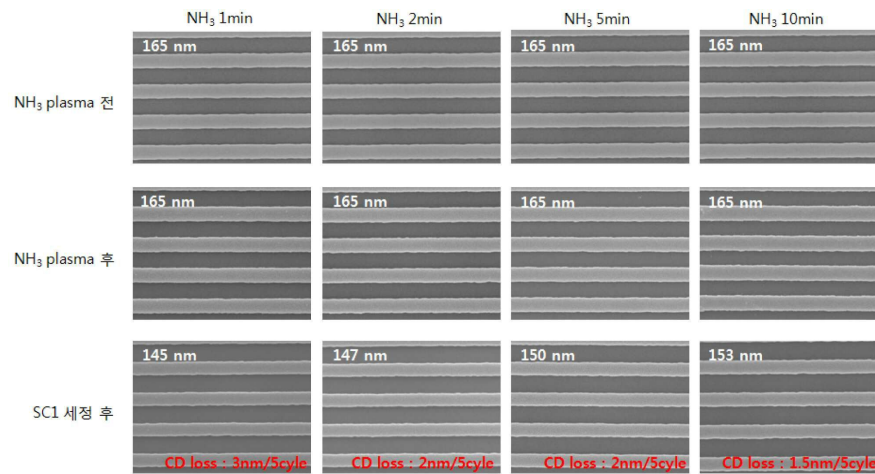 NH₃ 1min NH₃ 2min NH₃ 5min NH₃ 10min
NH₃ plasma 전 165 nm 165 nm 165 nm 165 nm
NH₃ plasma 후 165 nm 165 nm 165 nm 165 nm
145 nm 147 nm 150 nm 153 nm
SC1 세정 후
CD loss : 3nm/5cyle CD loss : 2nm/5cyle CD loss : 2nm/5cyle CD loss : 1.5nm/5cyle